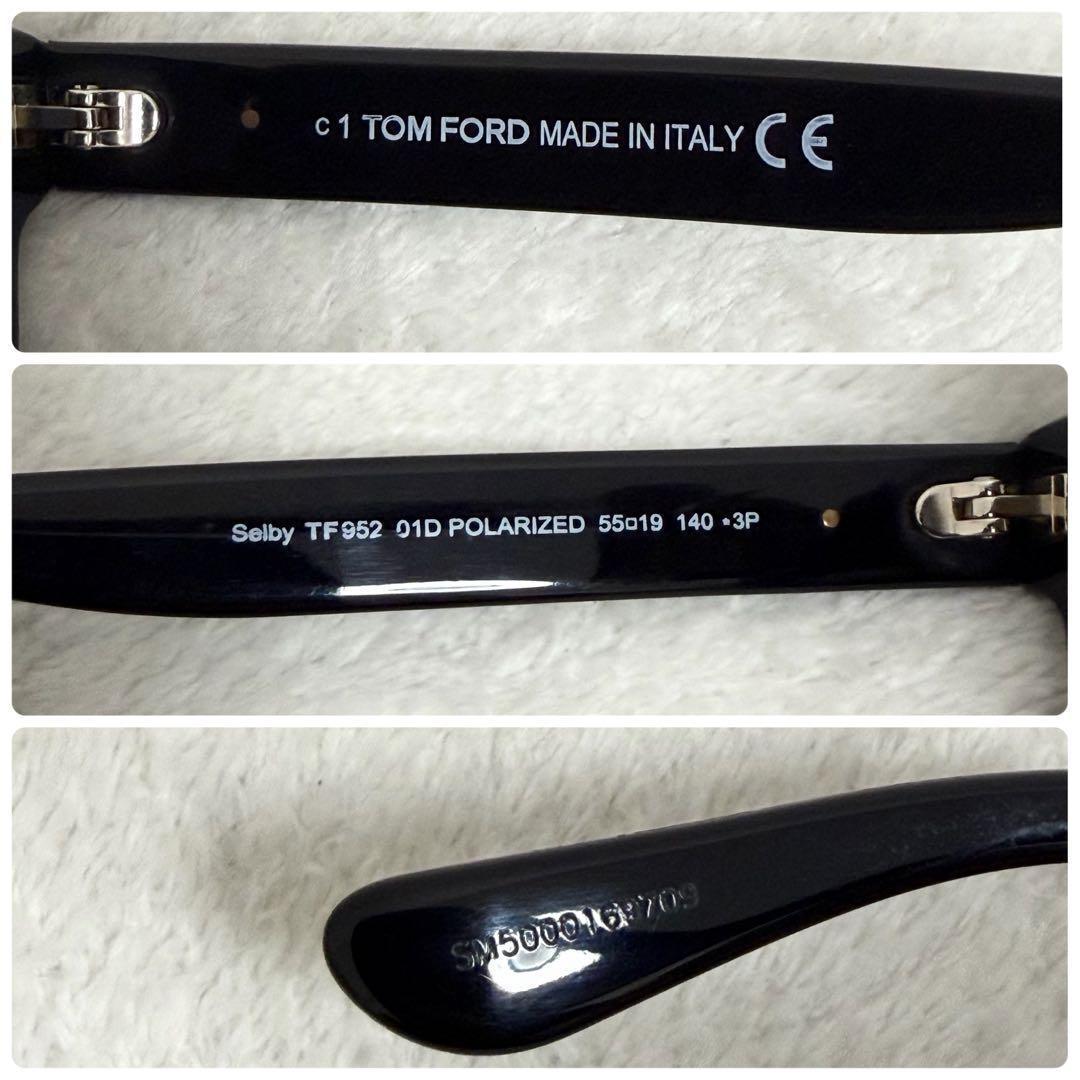 c 1 TOM FORD MADE IN ITALY CE
Selby TF952 01D POLARIZED 55□19 140 *3P